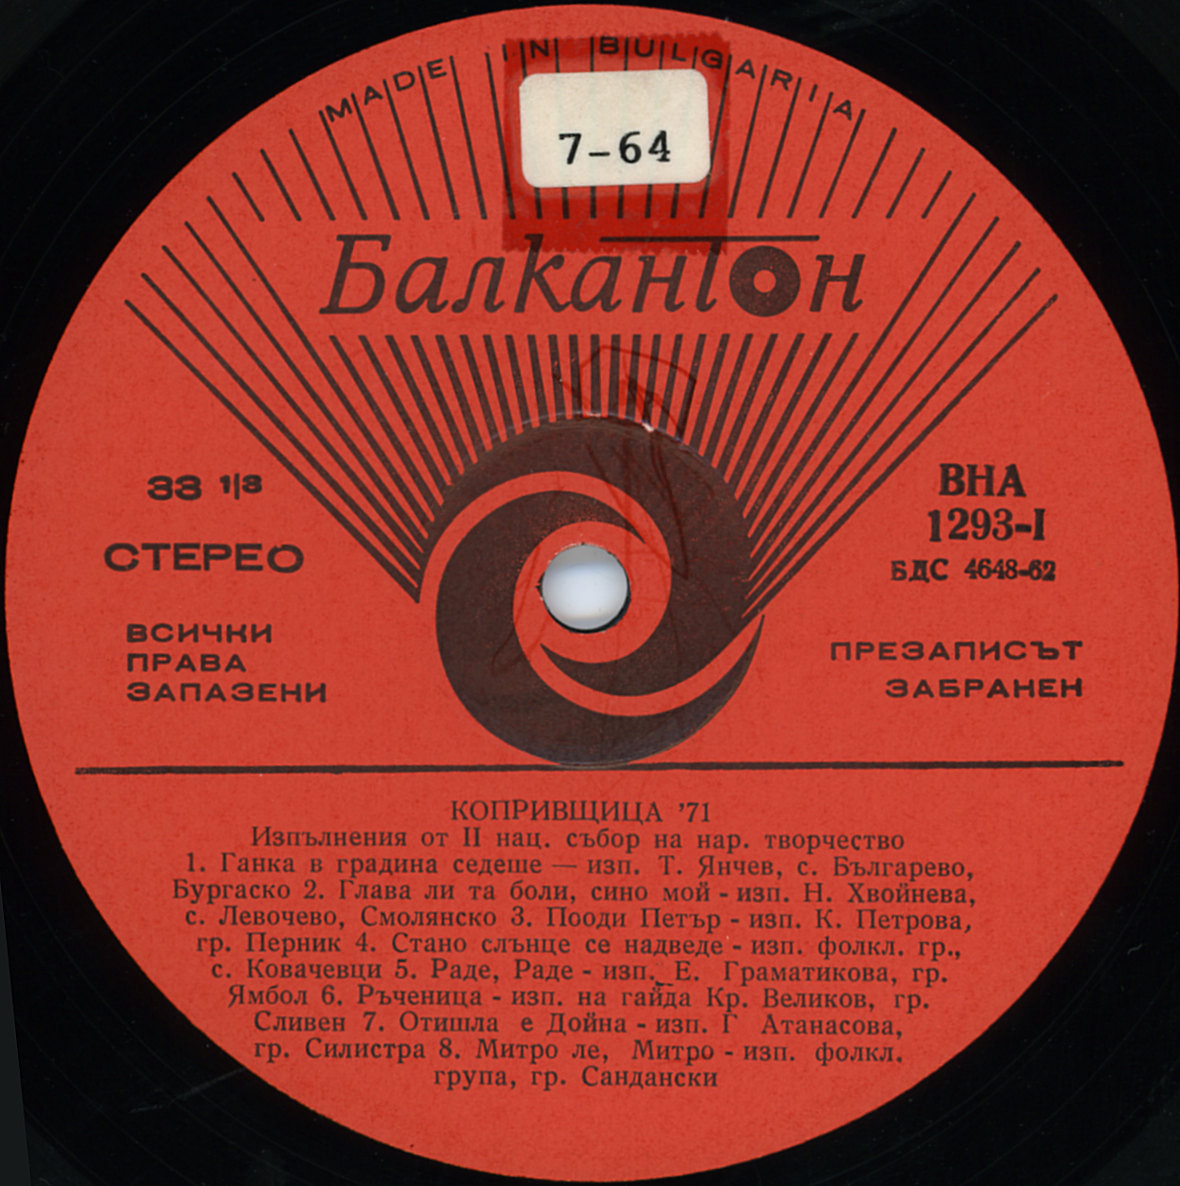 MADE IN BULGARIA
7-64
Балкантон
33 1/3
СТЕРЕО
ВСИЧКИ
ПРАВА
ЗАПАЗЕНИ
ВНА
1293-I
БДС 4648-62
ПРЕЗАПИСЪТ
ЗАБРАНЕН
КОПРИВЩИЦА '71
Изпълнения от II нац. събор на нар. творчество
1. Ганка в градина седеше — изп. Т. Янчев, с. Българево,
Бургаско 2. Глава ли та боли, сино мой - изп. Н. Хвойнева,
с. Левочево, Смолянско 3. Пооди Петър - изп. К. Петрова,
гр. Перник 4. Стано слънце се надведе - изп. фолкл. гр.,
с. Ковачевци 5. Раде, Раде - изп. Е. Граматикова, гр.
Ямбол 6. Ръченица - изп. на гайда Кр. Великов, гр.
Сливен 7. Отишла е Дойна - изп. Г Атанасова,
гр. Силистра 8. Митро ле, Митро - изп. фолкл.
група, гр. Сандански